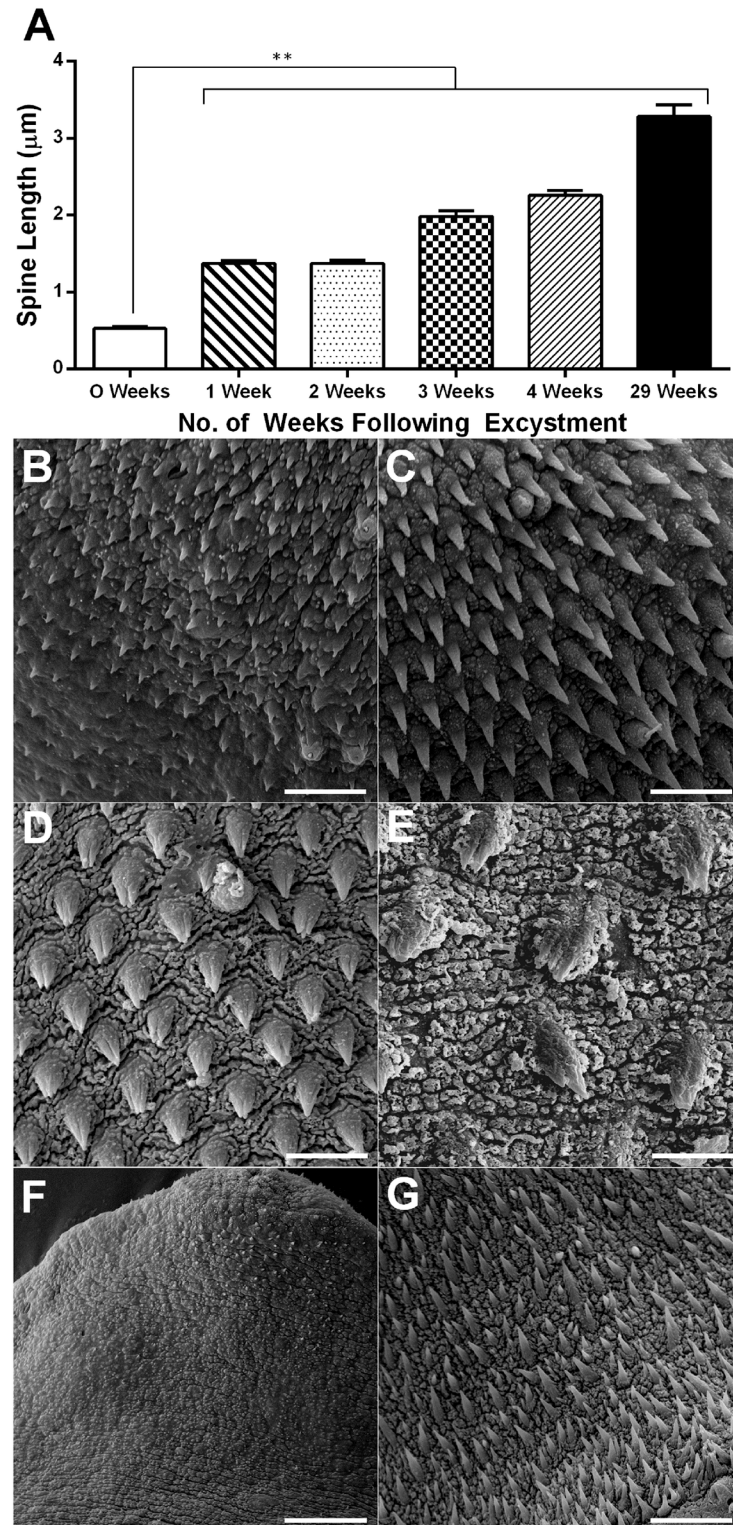 A
**
4
3
2
1
0
Spine Length (μm)
O Weeks 1 Week 2 Weeks 3 Weeks 4 Weeks 29 Weeks
No. of Weeks Following Excystment
B C
D E
F G